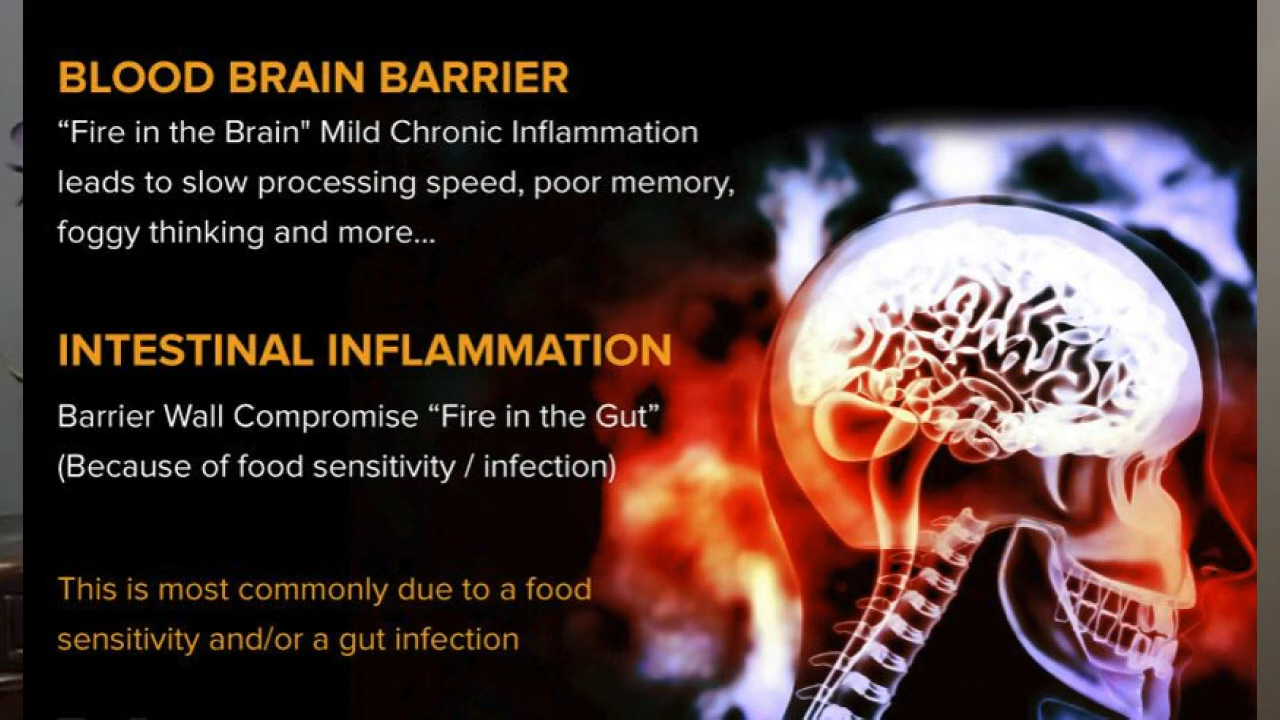 BLOOD BRAIN BARRIER
“Fire in the Brain" Mild Chronic Inflammation
leads to slow processing speed, poor memory,
foggy thinking and more...
INTESTINAL INFLAMMATION
Barrier Wall Compromise “Fire in the Gut”
(Because of food sensitivity / infection)
This is most commonly due to a food
sensitivity and/or a gut infection